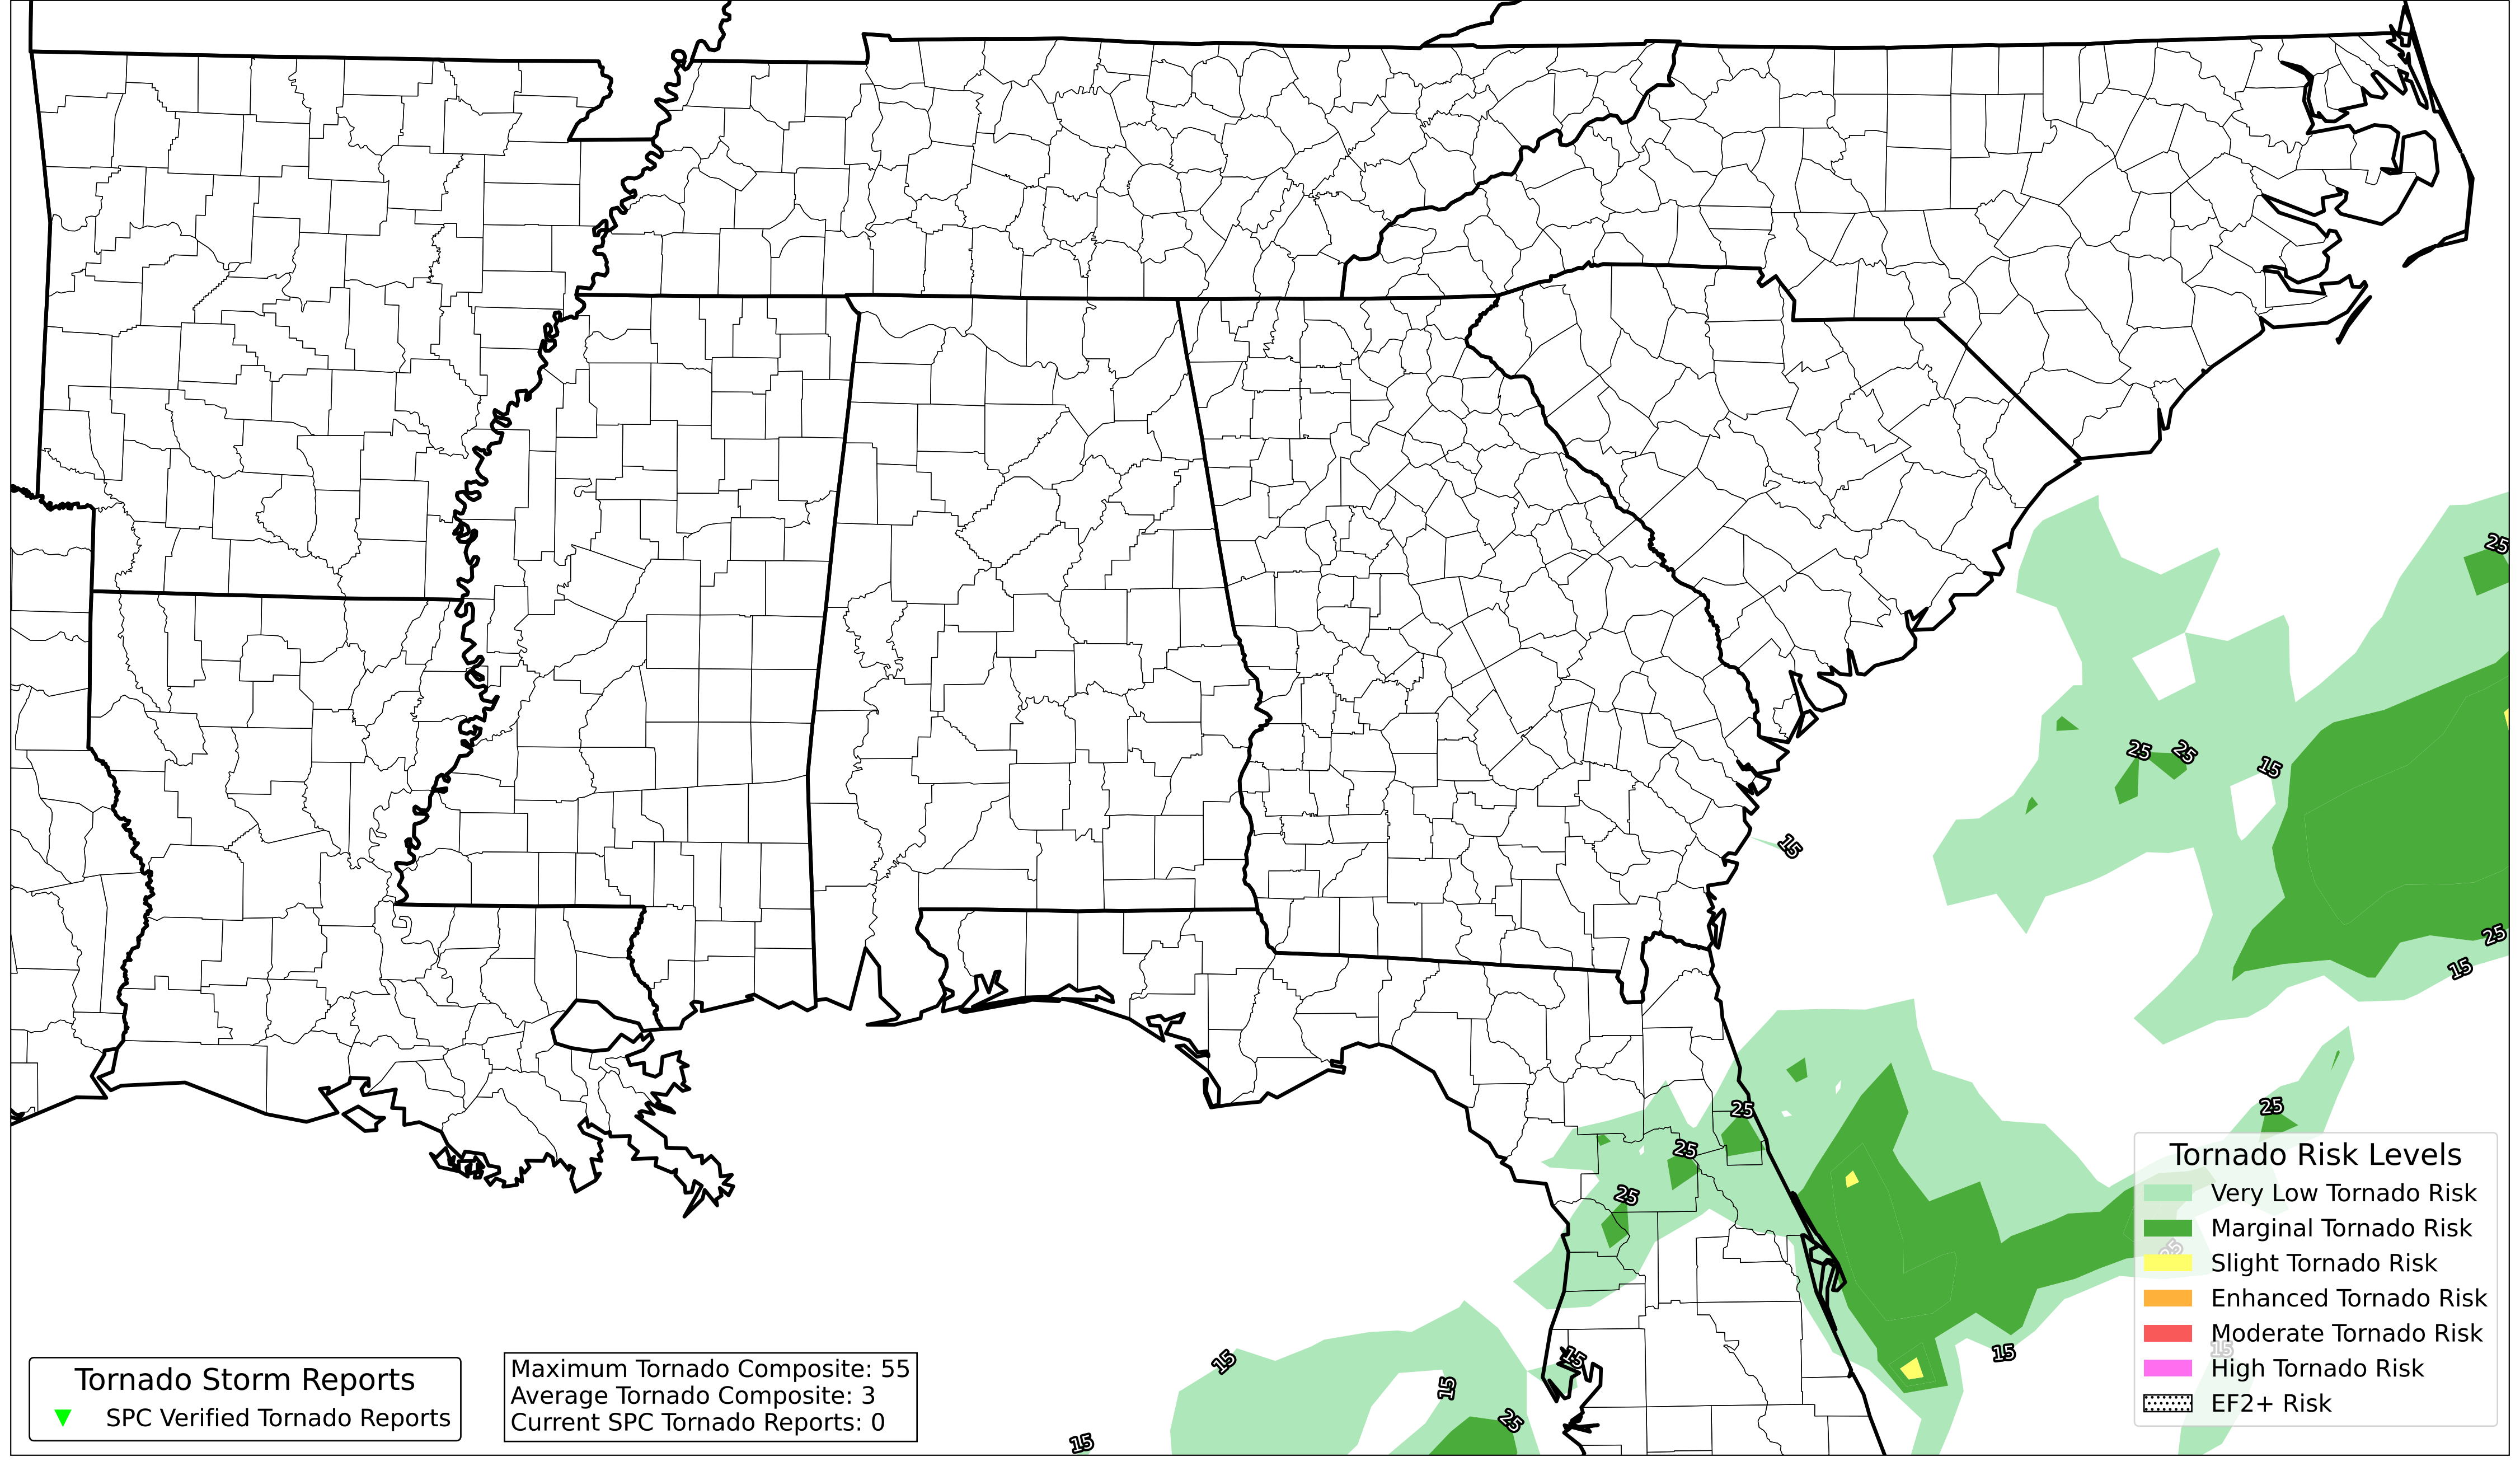 25
25
25
15
15
25
15
25
25
25
25
Tornado Risk Levels
Very Low Tornado Risk
Marginal Tornado Risk
25
Slight Tornado Risk
Enhanced Tornado Risk
Moderate Tornado Risk
15
15
15
15
High Tornado Risk
15
EF2+ Risk
25
15
Tornado Storm Reports
SPC Verified Tornado Reports
Maximum Tornado Composite: 55
Average Tornado Composite: 3
Current SPC Tornado Reports: 0